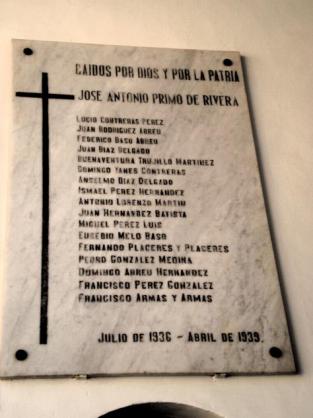 CAIDOS POR DIOS Y POR LA PATRIA
JOSE ANTONIO PRIMO DE RIVERA
LUCIO CONTRERAS PEREZ
JUAN RODRIGUEZ ABREU
FEDERICO BASO ABREU
JUAN DIAZ DELGADO
BUENAVENTURA TRUJILLO MARTINEZ
DOMINGO YANES CONTRERAS
ANSELMO DIAZ DELGADO
ISMAEL PEREZ HERNANDEZ
ANTONIO LORENZO MARTIN
JUAN HERNANDEZ BATISTA
MIGUEL PEREZ LUIS
EUGEBIO MELO BASO
FERNANDO PLACERES Y PLACERES
PEDRO GONZALEZ MEDINA
DOMINGO ABREU HERNANDEZ
FRANCISCO PEREZ GONZALEZ
FRANCISCO ARMAS Y ARMAS
JULIO DE 1936 - ABRIL DE 1939.